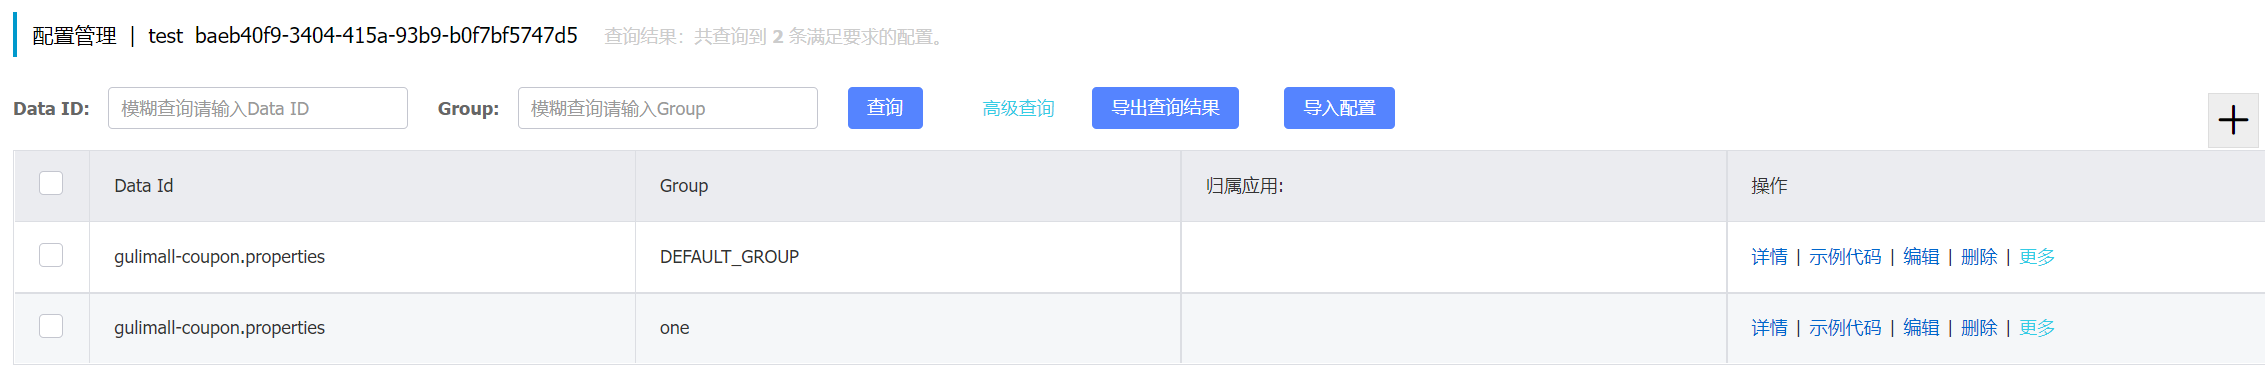 配置管理 | test baeb40f9-3404-415a-93b9-b0f7bf5747d5 查询结果：共查询到 2 条满足要求的配置。
Data ID: 模糊查询请输入Data ID Group: 模糊查询请输入Group 查询 高级查询 导出查询结果 导入配置
Data Id Group 归属应用: 操作
gulimall-coupon.properties DEFAULT_GROUP 详情 | 示例代码 | 编辑 | 删除 | 更多
gulimall-coupon.properties one 详情 | 示例代码 | 编辑 | 删除 | 更多